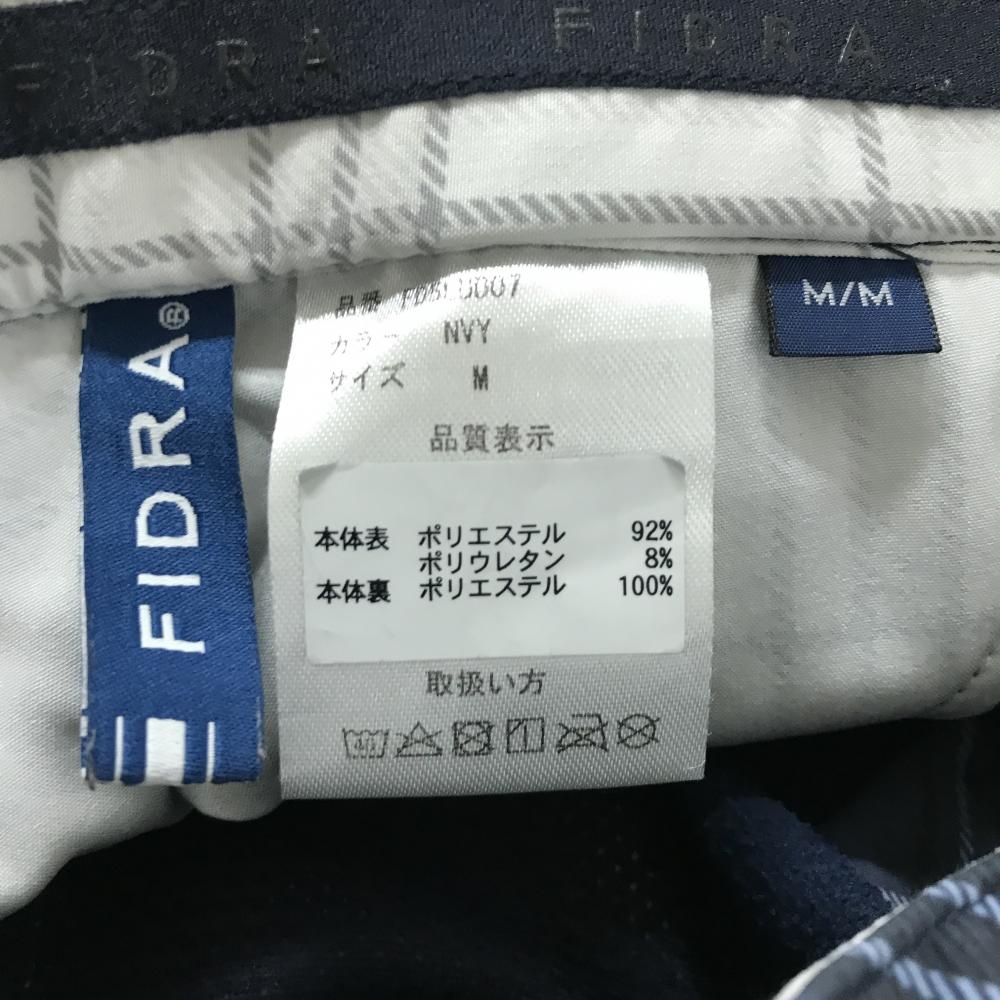 FIDRA FIDRA
FIDRA®
M/M
品番
カラー NVY
サイズ M
品質表示
本体表 ポリエステル 92%
ポリウレタン 8%
本体裏 ポリエステル 100%
取扱い方
40